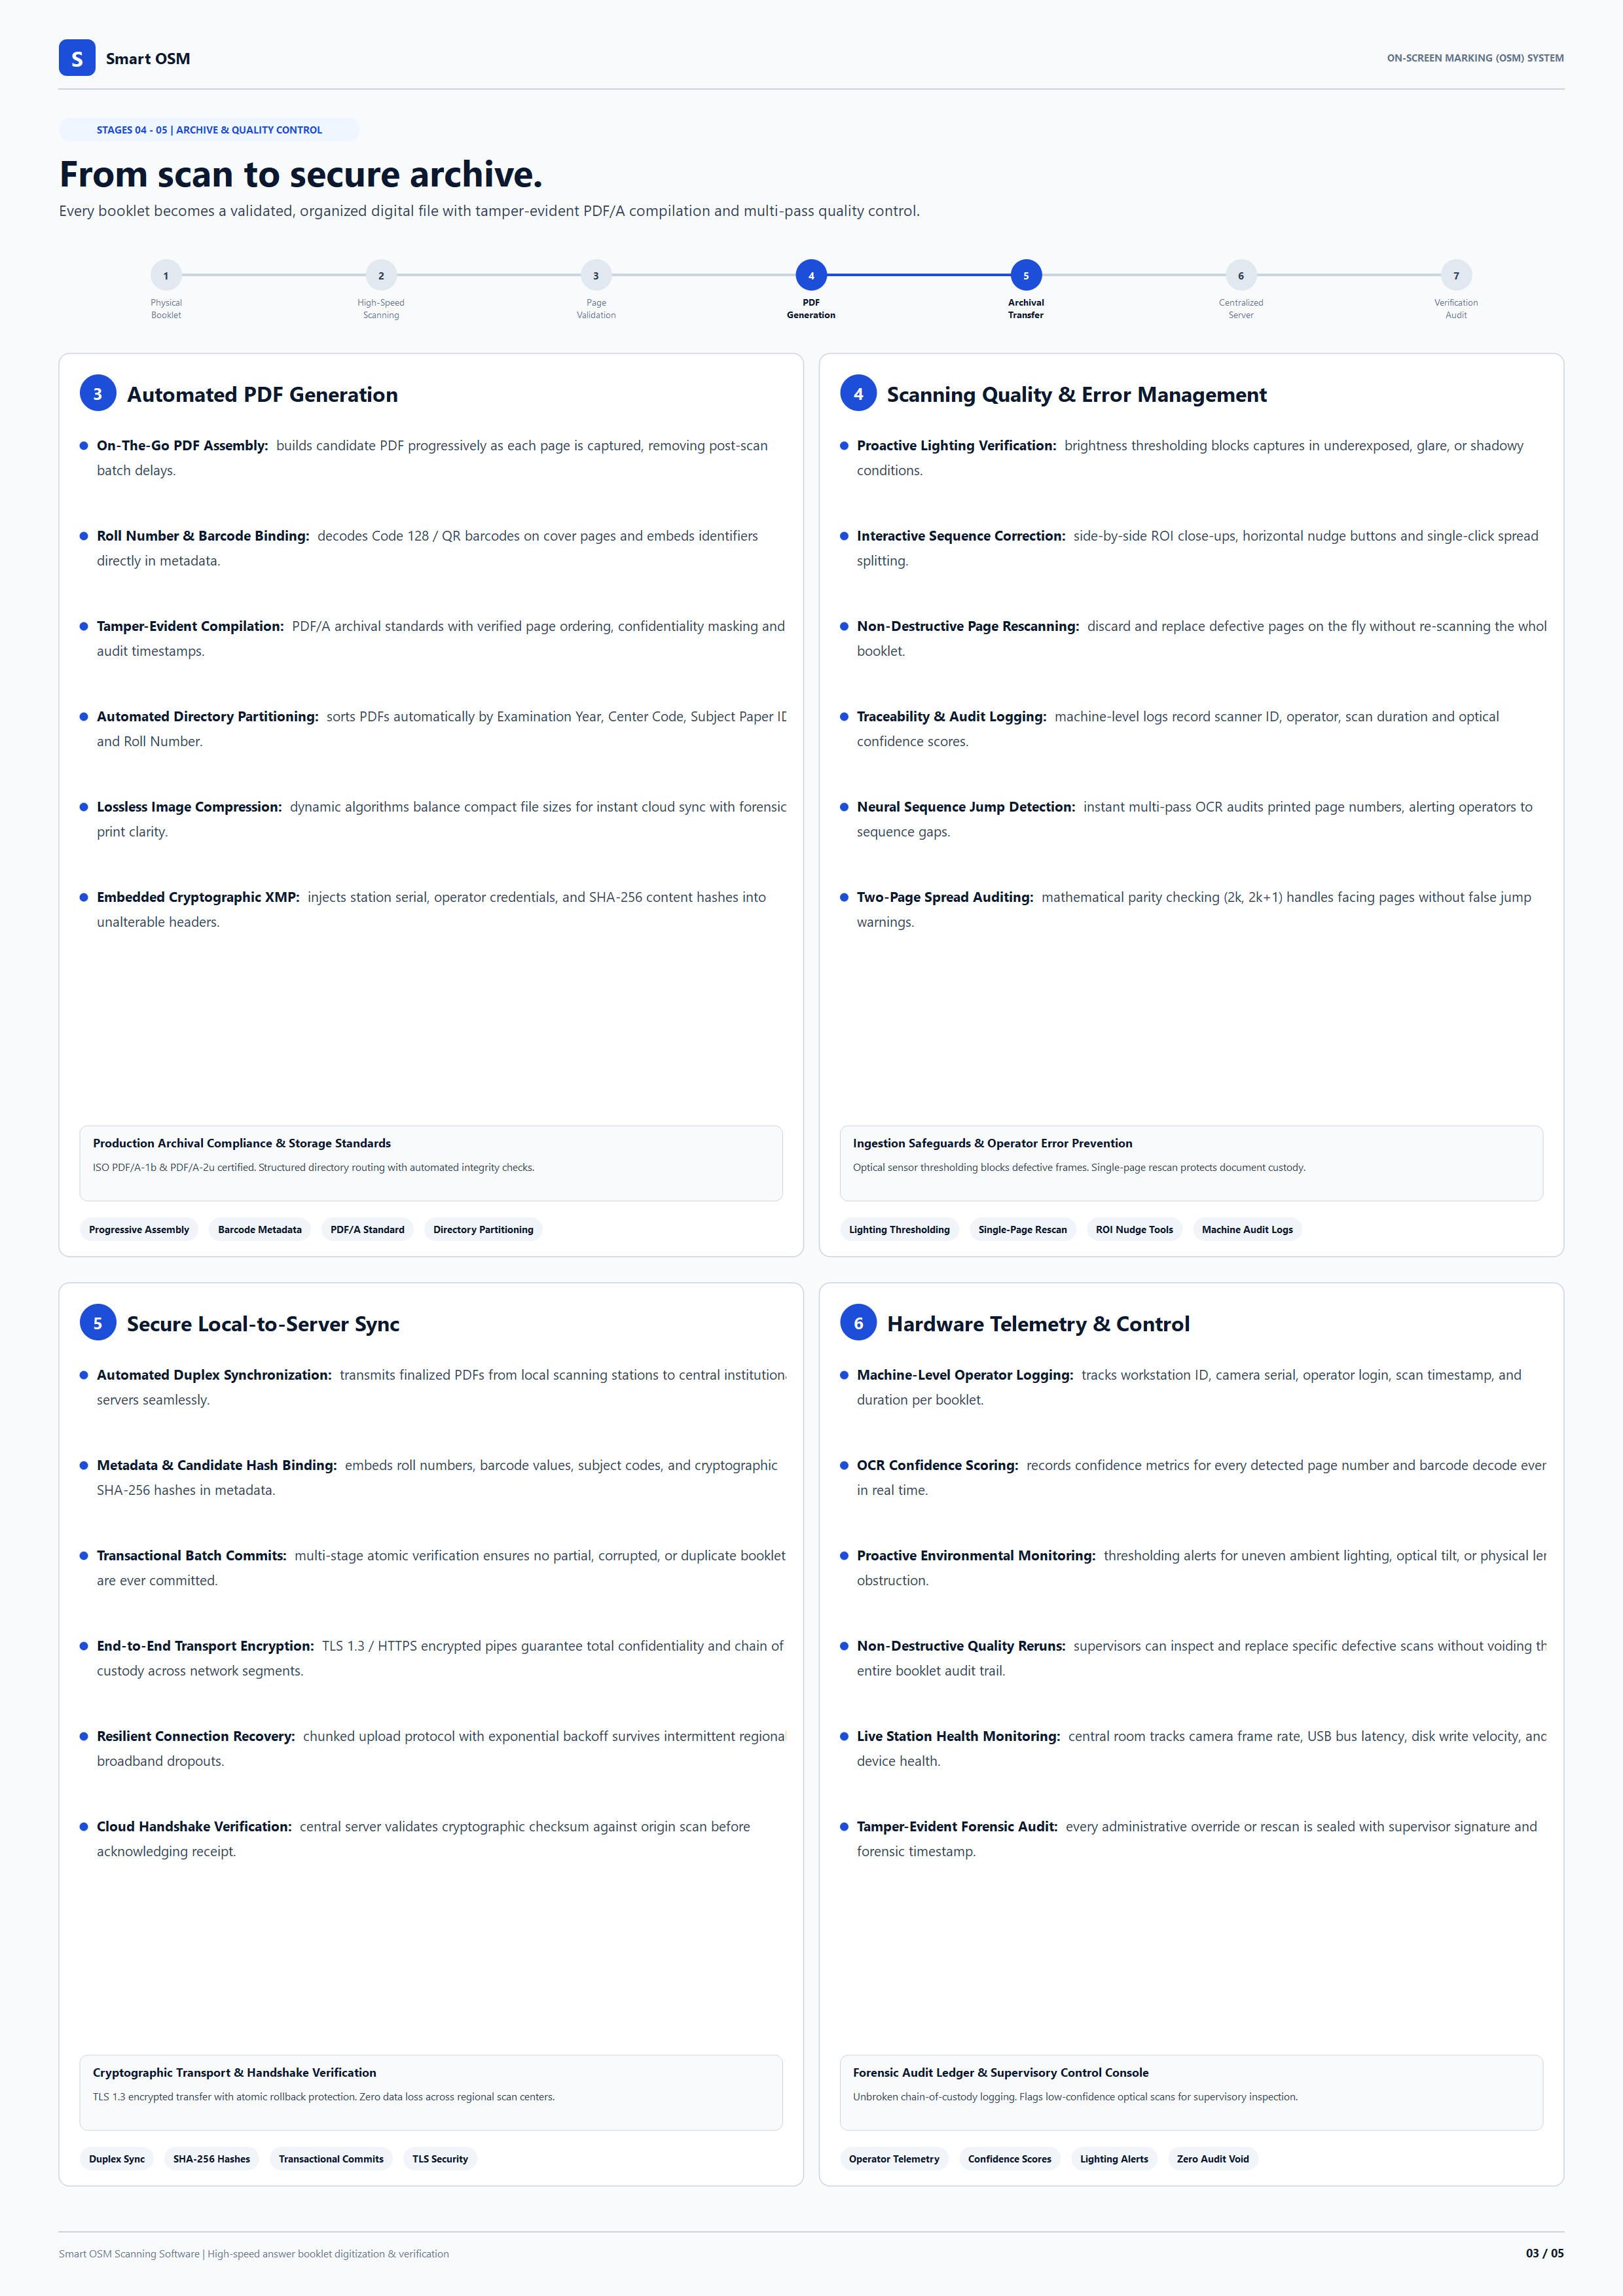 S
Smart OSM
ON-SCREEN MARKING (OSM) SYSTEM
STAGES 04 - 05 | ARCHIVE & QUALITY CONTROL
From scan to secure archive.
Every booklet becomes a validated, organized digital file with tamper-evident PDF/A compilation and multi-pass quality control.
1
Physical
Booklet
2
High-Speed
Scanning
3
Page
Validation
4
PDF
Generation
5
Archival
Transfer
6
Centralized
Server
7
Verification
Audit
3 Automated PDF Generation
On-The-Go PDF Assembly: builds candidate PDF progressively as each page is captured, removing post-scan
batch delays.
Roll Number & Barcode Binding: decodes Code 128 / QR barcodes on cover pages and embeds identifiers
directly in metadata.
Tamper-Evident Compilation: PDF/A archival standards with verified page ordering, confidentiality masking and
audit timestamps.
Automated Directory Partitioning: sorts PDFs automatically by Examination Year, Center Code, Subject Paper ID
and Roll Number.
Lossless Image Compression: dynamic algorithms balance compact file sizes for instant cloud sync with forensic
print clarity.
Embedded Cryptographic XMP: injects station serial, operator credentials, and SHA-256 content hashes into
unalterable headers.
Production Archival Compliance & Storage Standards
ISO PDF/A-1b & PDF/A-2u certified. Structured directory routing with automated integrity checks.
Progressive Assembly Barcode Metadata PDF/A Standard Directory Partitioning
4 Scanning Quality & Error Management
Proactive Lighting Verification: brightness thresholding blocks captures in underexposed, glare, or shadowy
conditions.
Interactive Sequence Correction: side-by-side ROI close-ups, horizontal nudge buttons and single-click spread
splitting.
Non-Destructive Page Rescanning: discard and replace defective pages on the fly without re-scanning the whol
booklet.
Traceability & Audit Logging: machine-level logs record scanner ID, operator, scan duration and optical
confidence scores.
Neural Sequence Jump Detection: instant multi-pass OCR audits printed page numbers, alerting operators to
sequence gaps.
Two-Page Spread Auditing: mathematical parity checking (2k, 2k+1) handles facing pages without false jump
warnings.
Ingestion Safeguards & Operator Error Prevention
Optical sensor thresholding blocks defective frames. Single-page rescan protects document custody.
Lighting Thresholding Single-Page Rescan ROI Nudge Tools Machine Audit Logs
5 Secure Local-to-Server Sync
Automated Duplex Synchronization: transmits finalized PDFs from local scanning stations to central institution
servers seamlessly.
Metadata & Candidate Hash Binding: embeds roll numbers, barcode values, subject codes, and cryptographic
SHA-256 hashes in metadata.
Transactional Batch Commits: multi-stage atomic verification ensures no partial, corrupted, or duplicate booklet
are ever committed.
End-to-End Transport Encryption: TLS 1.3 / HTTPS encrypted pipes guarantee total confidentiality and chain of
custody across network segments.
Resilient Connection Recovery: chunked upload protocol with exponential backoff survives intermittent regional
broadband dropouts.
Cloud Handshake Verification: central server validates cryptographic checksum against origin scan before
acknowledging receipt.
Cryptographic Transport & Handshake Verification
TLS 1.3 encrypted transfer with atomic rollback protection. Zero data loss across regional scan centers.
Duplex Sync SHA-256 Hashes Transactional Commits TLS Security
6 Hardware Telemetry & Control
Machine-Level Operator Logging: tracks workstation ID, camera serial, operator login, scan timestamp, and
duration per booklet.
OCR Confidence Scoring: records confidence metrics for every detected page number and barcode decode ever
in real time.
Proactive Environmental Monitoring: thresholding alerts for uneven ambient lighting, optical tilt, or physical ler
obstruction.
Non-Destructive Quality Reruns: supervisors can inspect and replace specific defective scans without voiding th
entire booklet audit trail.
Live Station Health Monitoring: central room tracks camera frame rate, USB bus latency, disk write velocity, and
device health.
Tamper-Evident Forensic Audit: every administrative override or rescan is sealed with supervisor signature and
forensic timestamp.
Forensic Audit Ledger & Supervisory Control Console
Unbroken chain-of-custody logging. Flags low-confidence optical scans for supervisory inspection.
Operator Telemetry Confidence Scores Lighting Alerts Zero Audit Void
Smart OSM Scanning Software | High-speed answer booklet digitization & verification
03 / 05